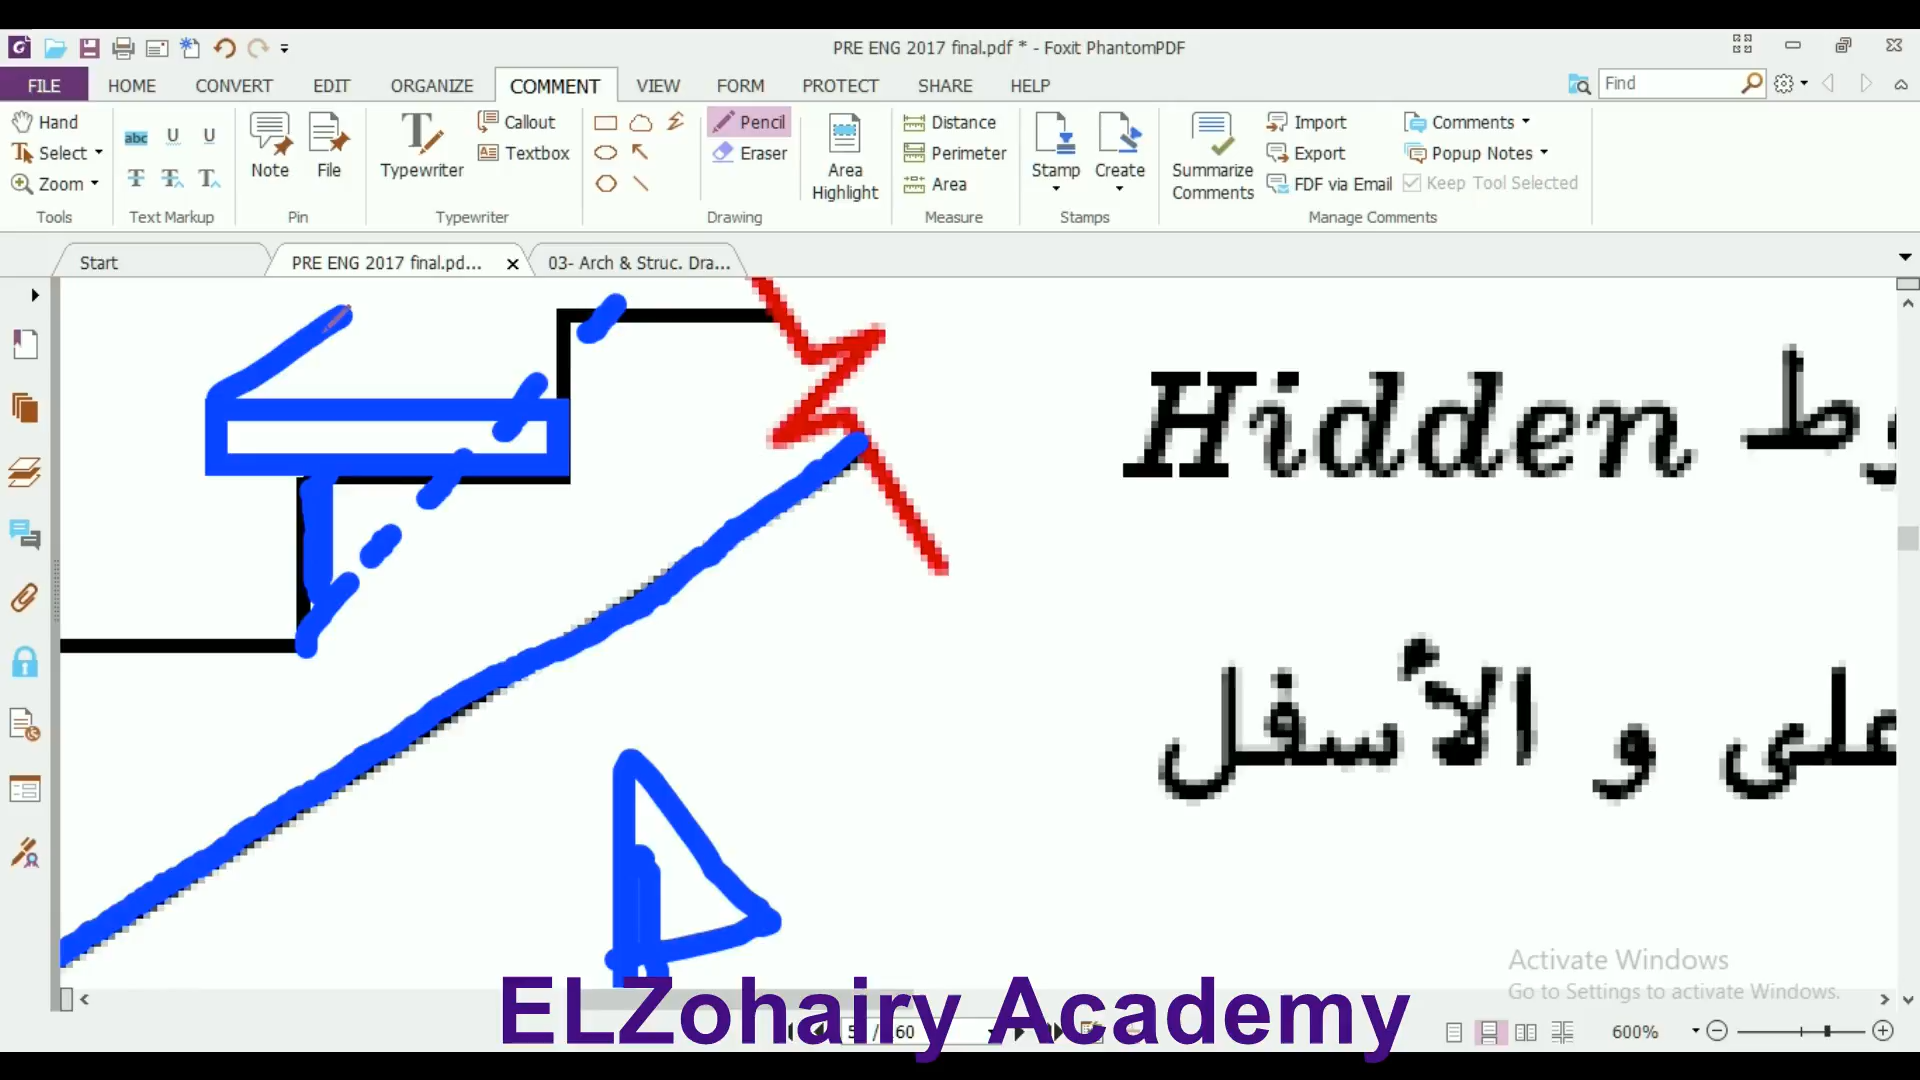 PRE ENG 2017 final.pdf * - Foxit PhantomPDF
FILE HOME CONVERT EDIT ORGANIZE COMMENT VIEW FORM PROTECT SHARE HELP Find
Hand Select Zoom Tools
abc U U T T T Text Markup
Note File Pin
Typewriter Callout Textbox Typewriter
Pencil Eraser Area Highlight Drawing
Distance Perimeter Area Measure
Stamp Create Stamps
Summarize Comments Import Export FDF via Email Comments Popup Notes Keep Tool Selected Manage Comments
Start PRE ENG 2017 final.pd... 03- Arch & Struc. Dra...
Hidden
و الأسفل
Activate Windows
Go to Settings to activate Windows.
ELZohairy Academy
/ 60
600%